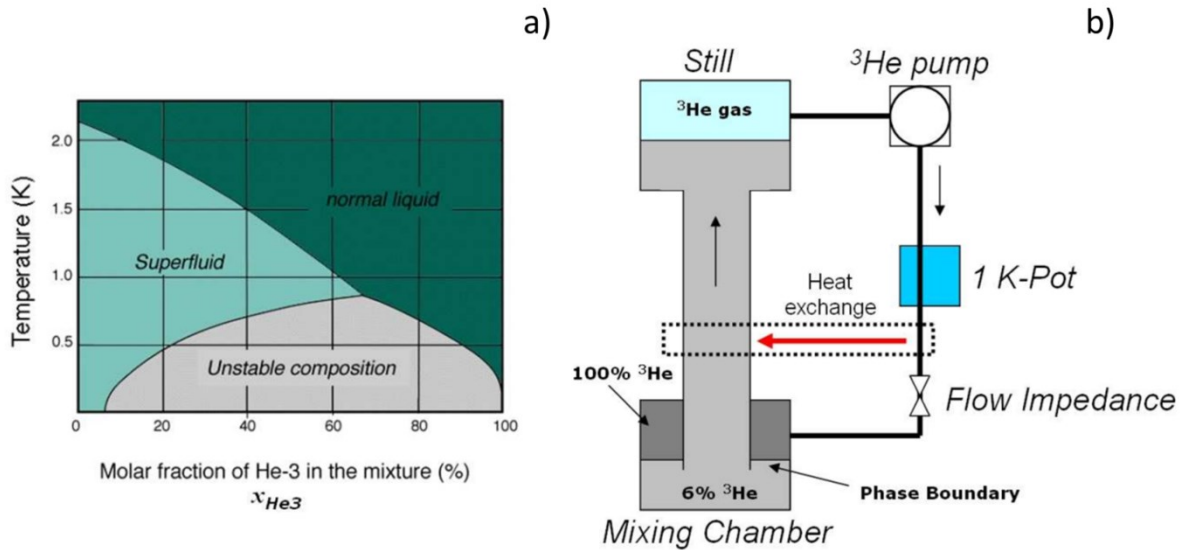 a)
b)
Temperature (K)
2.0
1.5
1.0
0.5
normal liquid
Superfluid
Unstable composition
0
20
40
60
80
100
Molar fraction of He-3 in the mixture (%)
x_He3
Still
³He gas
³He pump
1 K-Pot
Heat
exchange
100% ³He
Flow Impedance
6% ³He
Phase Boundary
Mixing Chamber